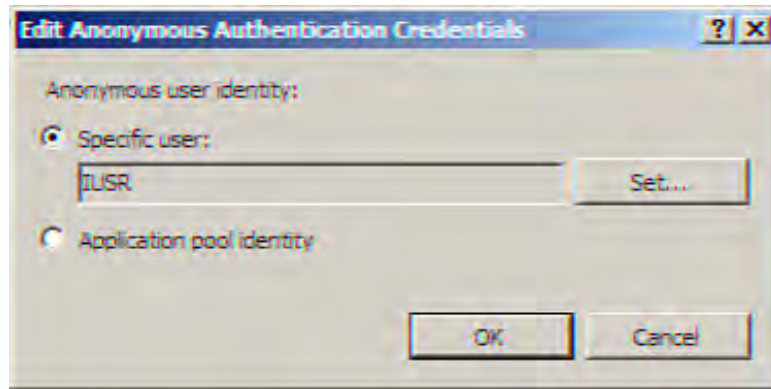 Edit Anonymous Authentication Credentials
Anonymous user identity:
Specific user:
IUSR Set...
Application pool identity
OK Cancel